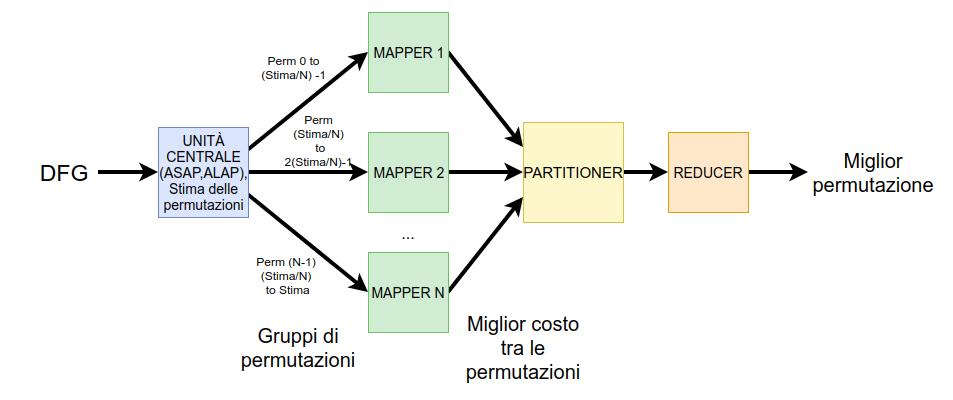 DFG
UNITÀ
CENTRALE
(ASAP,ALAP),
Stima delle
permutazioni
Perm 0 to
(Stima/N) -1
Perm
(Stima/N)
to
2(Stima/N)-1
Perm (N-1)
(Stima/N)
to Stima
Gruppi di
permutazioni
MAPPER 1
MAPPER 2
...
MAPPER N
Miglior costo
tra le
permutazioni
PARTITIONER
REDUCER
Miglior
permutazione